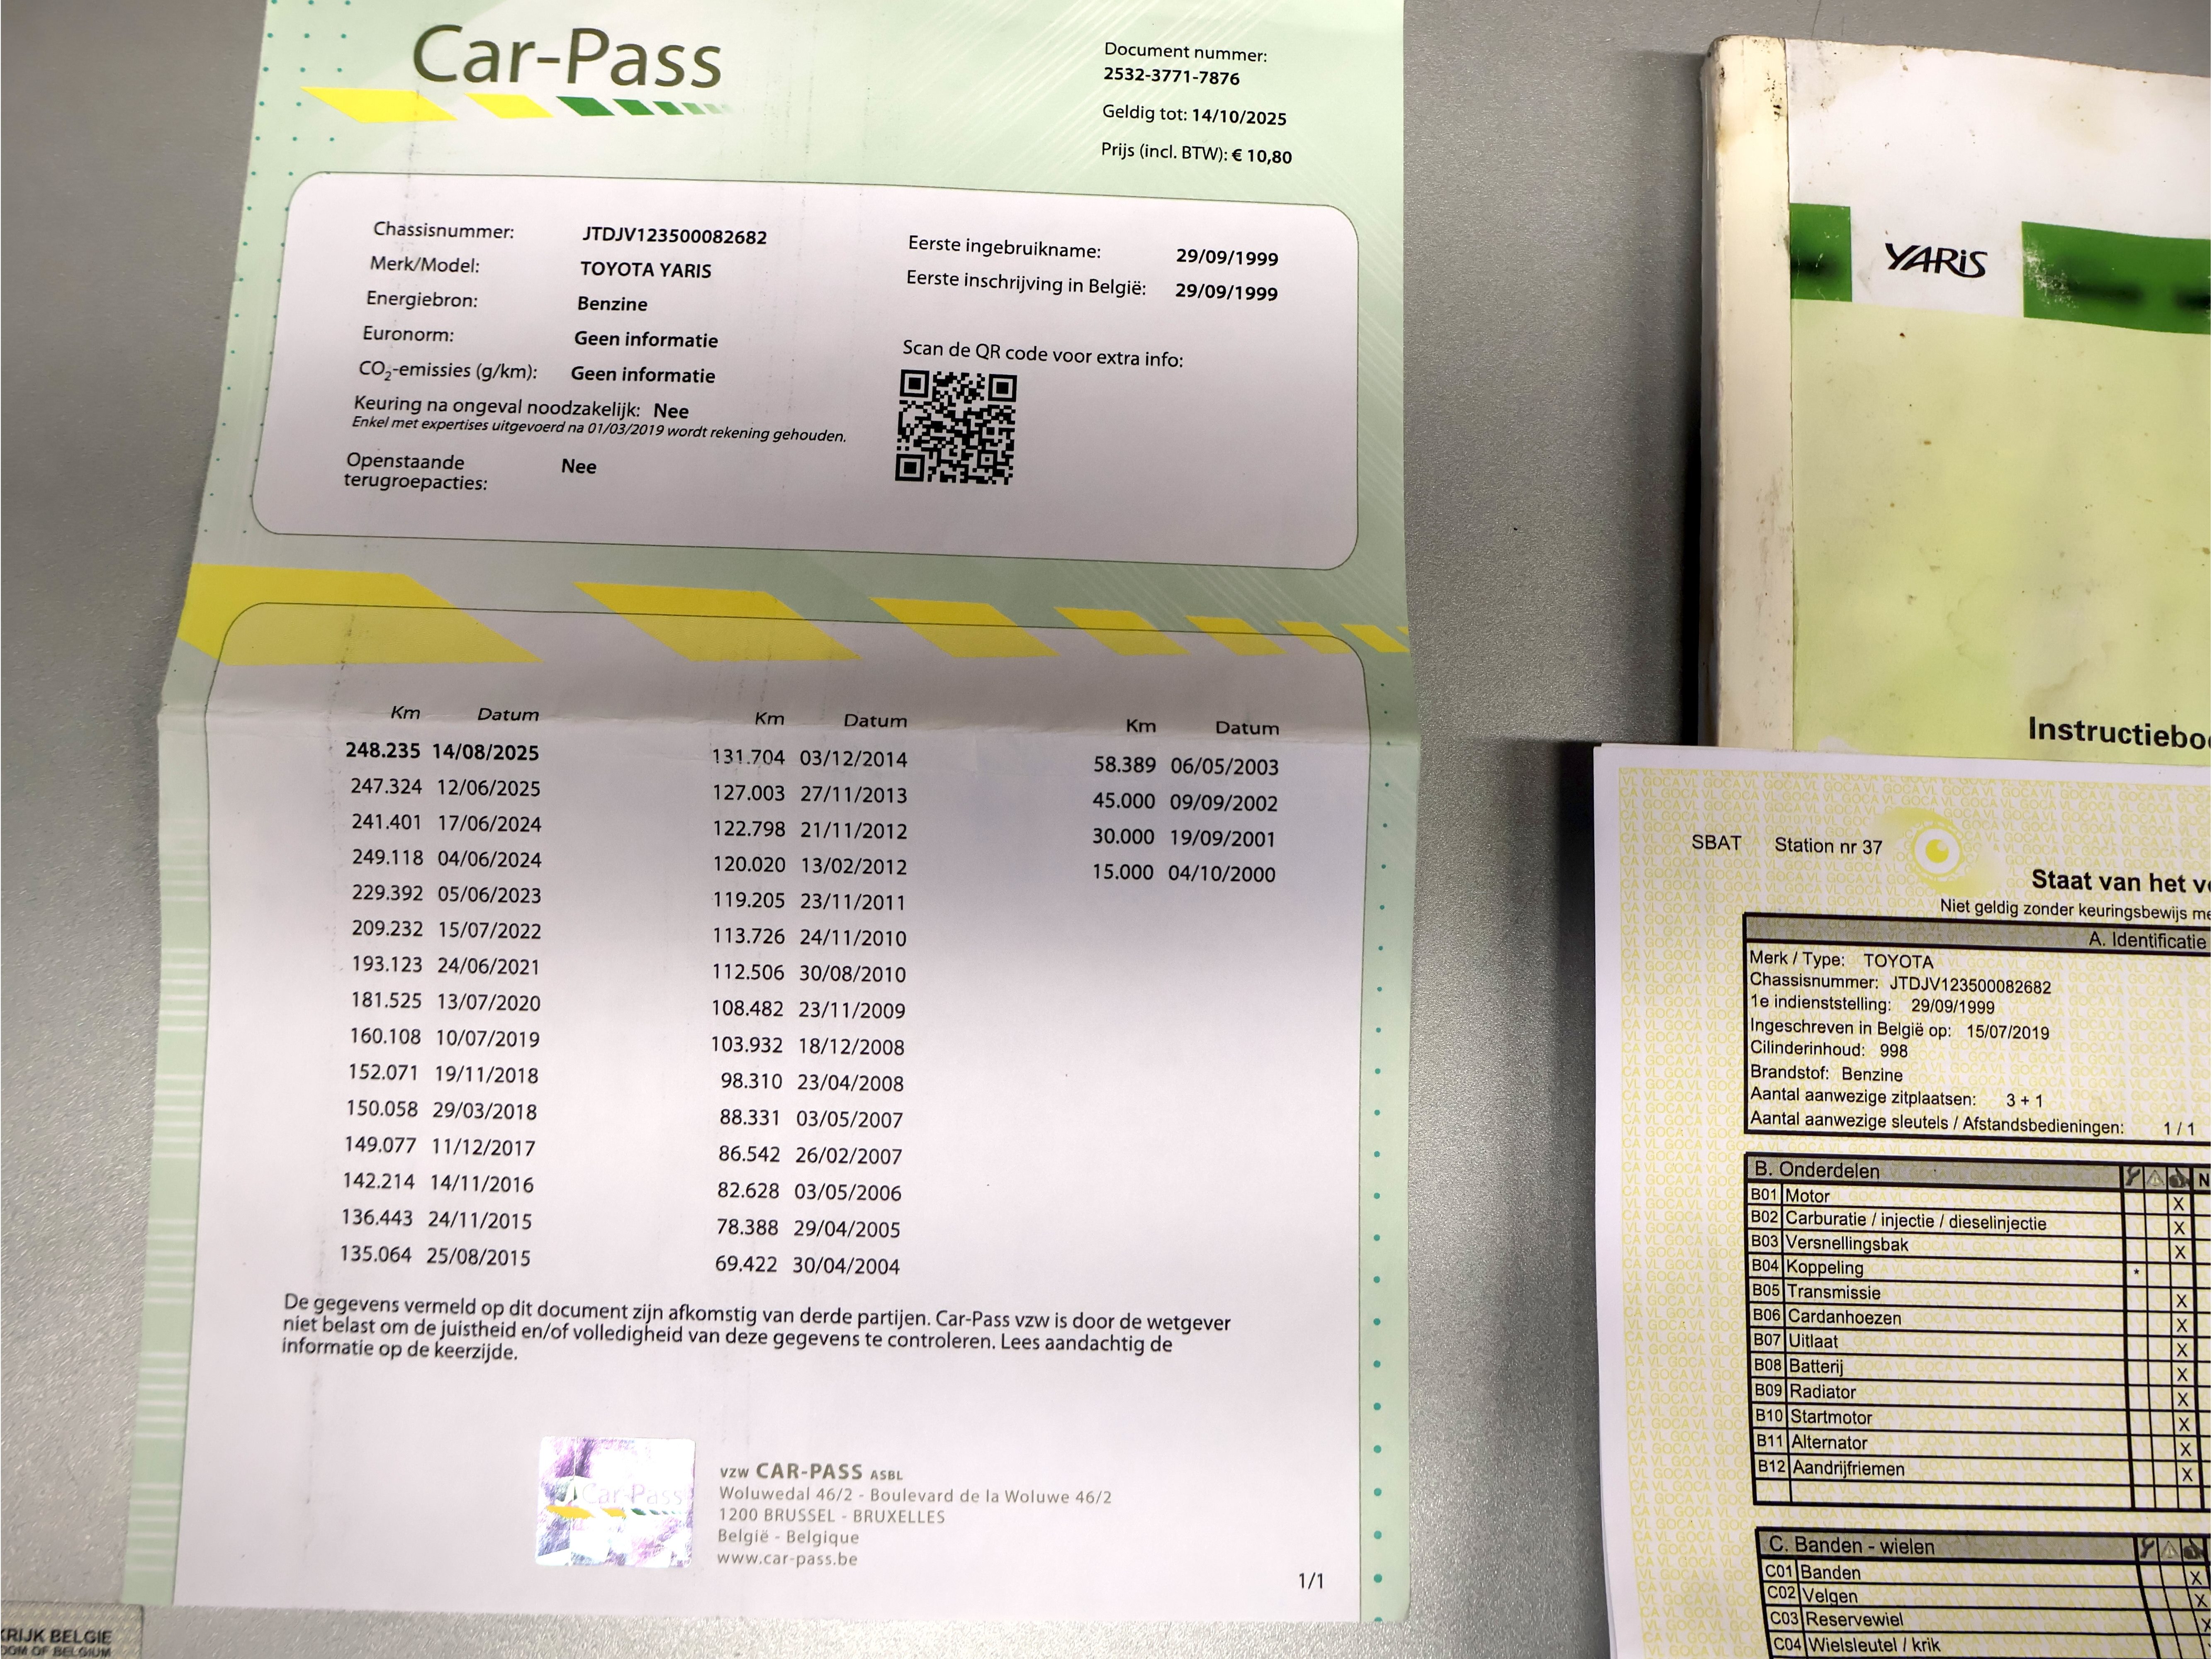 Car-Pass
Document nummer:
2532-3771-7876
Geldig tot: 14/10/2025
Prijs (incl. BTW): € 10,80
Chassisnummer: JTDJV123500082682
Merk/Model: TOYOTA YARIS
Energiebron: Benzine
Euronorm: Geen informatie
CO2-emissies (g/km): Geen informatie
Keuring na ongeval noodzakelijk: Nee
Enkel met expertises uitgevoerd na 01/03/2019 wordt rekening gehouden.
Openstaande terugroepacties: Nee
Eerste ingebruikname: 29/09/1999
Eerste inschrijving in België: 29/09/1999
Scan de QR code voor extra info:
Km Datum
248.235 14/08/2025
247.324 12/06/2025
241.401 17/06/2024
249.118 04/06/2024
229.392 05/06/2023
209.232 15/07/2022
193.123 24/06/2021
181.525 13/07/2020
160.108 10/07/2019
152.071 19/11/2018
150.058 29/03/2018
149.077 11/12/2017
142.214 14/11/2016
136.443 24/11/2015
135.064 25/08/2015
Km Datum
131.704 03/12/2014
127.003 27/11/2013
122.798 21/11/2012
120.020 13/02/2012
119.205 23/11/2011
113.726 24/11/2010
112.506 30/08/2010
108.482 23/11/2009
103.932 18/12/2008
98.310 23/04/2008
88.331 03/05/2007
86.542 26/02/2007
82.628 03/05/2006
78.388 29/04/2005
69.422 30/04/2004
Km Datum
58.389 06/05/2003
45.000 09/09/2002
30.000 19/09/2001
15.000 04/10/2000
De gegevens vermeld op dit document zijn afkomstig van derde partijen. Car-Pass vzw is door de wetgever
niet belast om de juistheid en/of volledigheid van deze gegevens te controleren. Lees aandachtig de
informatie op de keerzijde.
Car-Pass
vzw CAR-PASS ASBL
Woluwedal 46/2 - Boulevard de la Woluwe 46/2
1200 BRUSSEL - BRUXELLES
België - Belgique
www.car-pass.be
1/1
KRIJK BELGIE
DOM OF BELGIUM
YARiS
Instructiebo
SBAT Station nr 37
Staat van het v
Niet geldig zonder keuringsbewijs me
A. Identificatie
Merk / Type: TOYOTA
Chassisnummer: JTDJV123500082682
1e indienststelling: 29/09/1999
Ingeschreven in België op: 15/07/2019
Cilinderinhoud: 998
Brandstof: Benzine
Aantal aanwezige zitplaatsen: 3 + 1
Aantal aanwezige sleutels / Afstandsbedieningen: 1 / 1
B. Onderdelen N
B01 Motor X
B02 Carburatie / injectie / dieselinjectie X
B03 Versnellingsbak X
B04 Koppeling *
B05 Transmissie X
B06 Cardanhoezen X
B07 Uitlaat X
B08 Batterij X
B09 Radiator X
B10 Startmotor X
B11 Alternator X
B12 Aandrijfriemen X
C. Banden - wielen
C01 Banden X
C02 Velgen X
C03 Reservewiel X
C04 Wielsleutel / krik